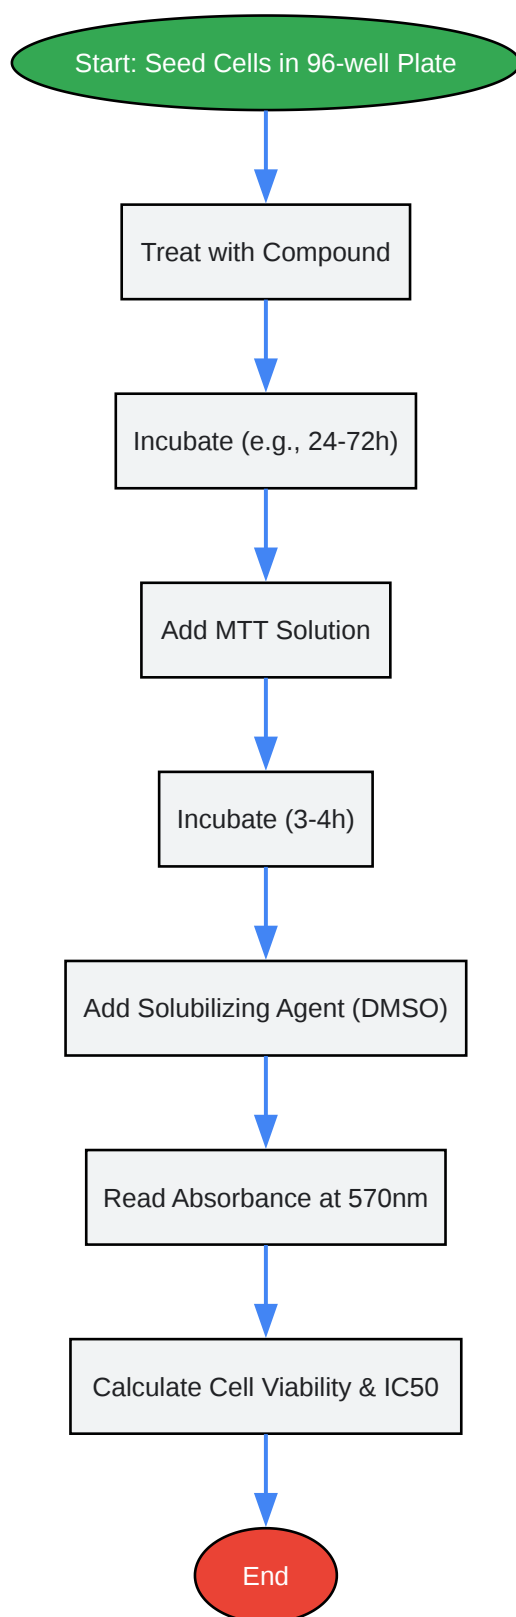 Start: Seed Cells in 96-well Plate
Treat with Compound
Incubate (e.g., 24-72h)
Add MTT Solution
Incubate (3-4h)
Add Solubilizing Agent (DMSO)
Read Absorbance at 570nm
Calculate Cell Viability & IC50
End